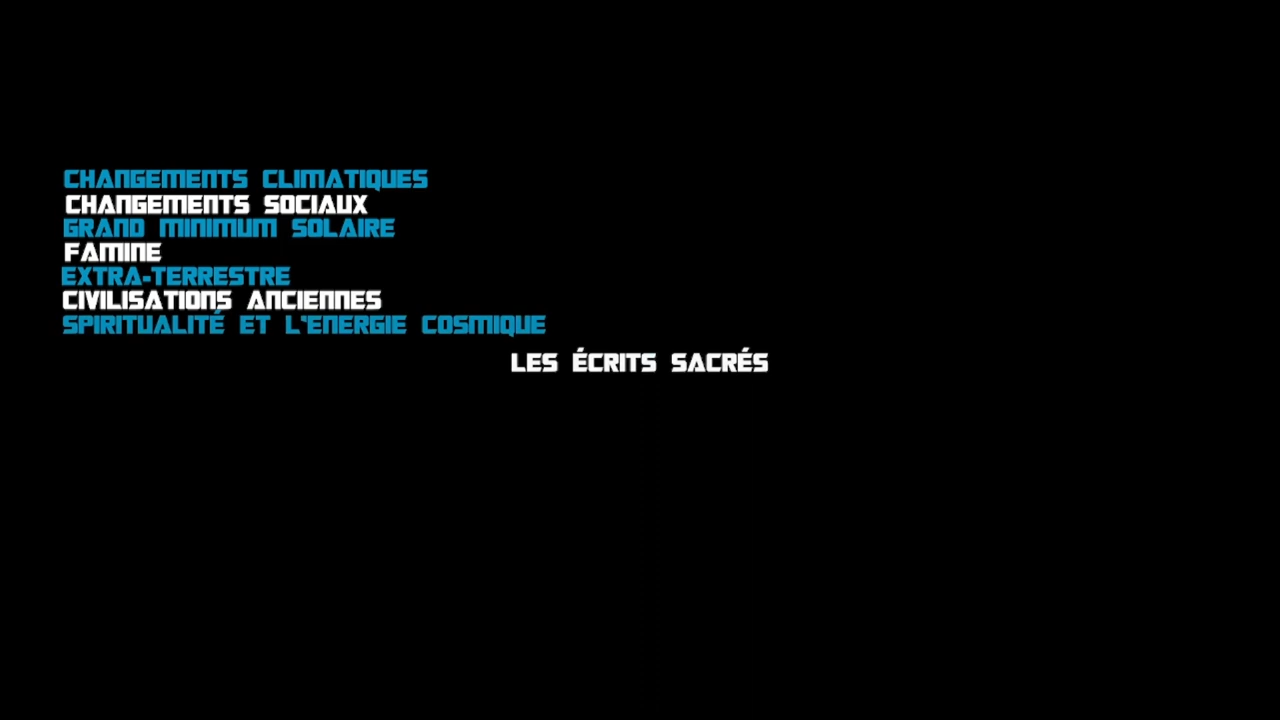 CHANGEMENTS CLIMATIQUES
CHANGEMENTS SOCIAUX
GRAND MINIMUM SOLAIRE
FAMINE
EXTRA-TERRESTRE
CIVILISATIONS ANCIENNES
SPIRITUALITÉ ET L'ENERGIE COSMIQUE
LES ÉCRITS SACRÉS